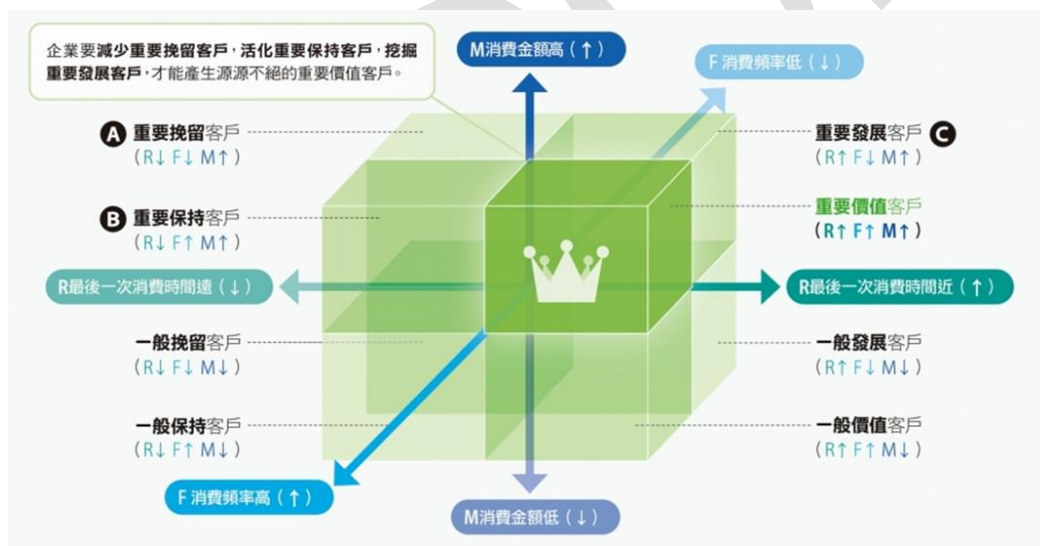 企業要減少重要挽留客戶，活化重要保持客戶，挖掘
重要發展客戶，才能產生源源不絕的重要價值客戶。
M消費金額高（↑）
F 消費頻率低（↓）
A 重要挽留客戶
（R↓ F↓ M↑）
重要發展客戶 C
（R↑ F↓ M↑）
B 重要保持客戶
（R↓ F↑ M↑）
重要價值客戶
（R↑ F↑ M↑）
R最後一次消費時間遠（↓）
R最後一次消費時間近（↑）
一般挽留客戶
（R↓ F↓ M↓）
一般發展客戶
（R↑ F↓ M↓）
一般保持客戶
（R↓ F↑ M↓）
一般價值客戶
（R↑ F↑ M↓）
F 消費頻率高（↑）
M消費金額低（↓）